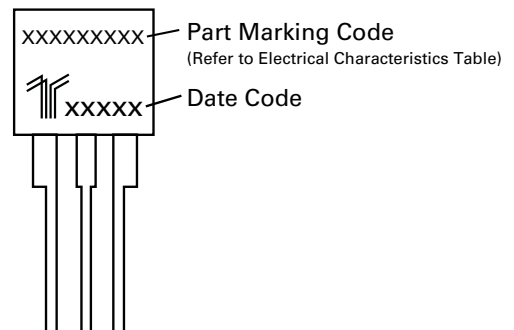 XXXXXXXXX
Part Marking Code
(Refer to Electrical Characteristics Table)
XXXXX
Date Code